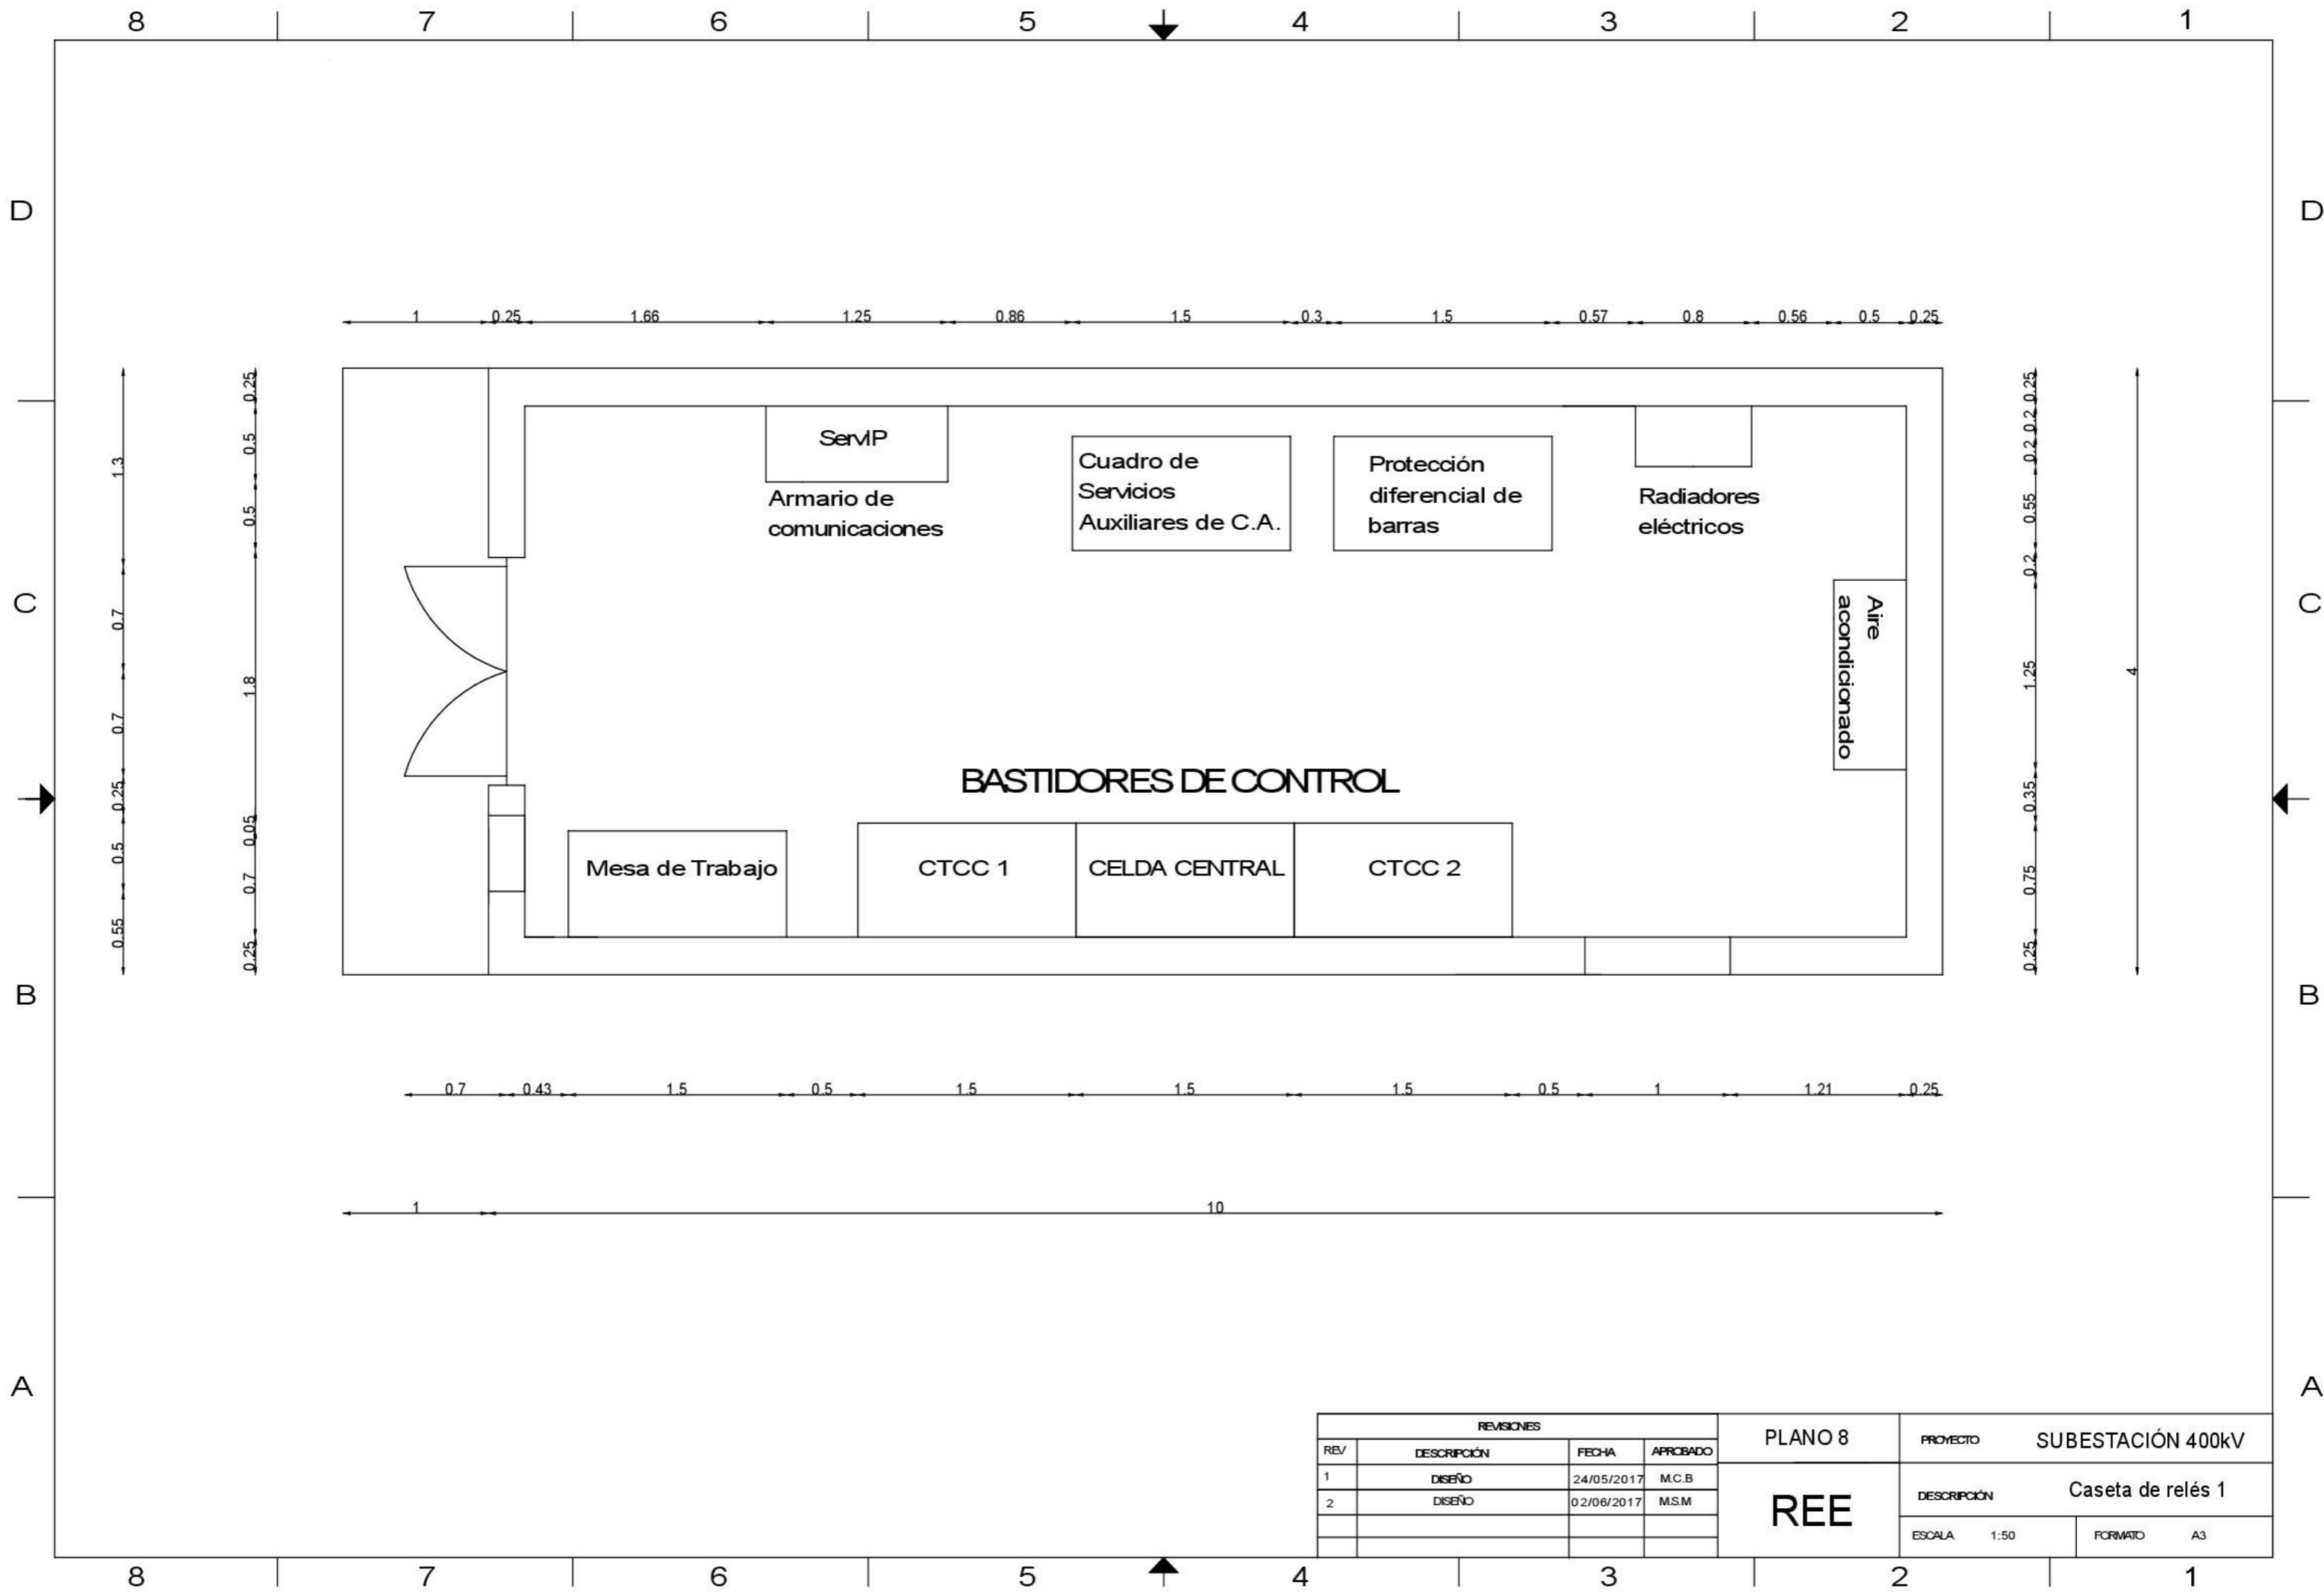 8 7 6 5 4 3 2 1
D D
1 0.25 1.66 1.25 0.86 1.5 0.3 1.5 0.57 0.8 0.56 0.5 0.25
1.3
0.7
0.7
0.25
0.5
0.55
0.25
0.5
0.5
1.8
0.05
0.7
0.25
ServIP
Armario de
comunicaciones
Cuadro de
Servicios
Auxiliares de C.A.
Protección
diferencial de
barras
Radiadores
eléctricos
Aire
acondicionado
0.25
0.2
0.2
0.55
0.2
1.25
0.35
0.75
0.25
4
C C
BASTIDORES DE CONTROL
Mesa de Trabajo
CTCC 1
CELDA CENTRAL
CTCC 2
B B
0.7 0.43 1.5 0.5 1.5 1.5 1.5 0.5 1 1.21 0.25
1 10
A A
REVISIONES
REV DESCRIPCIÓN FECHA APROBADO
1 DISEÑO 24/05/2017 M.C.B
2 DISEÑO 02/06/2017 M.S.M
PLANO 8
REE
PROYECTO SUBESTACIÓN 400kV
DESCRIPCIÓN Caseta de relés 1
ESCALA 1:50 FORMATO A3
8 7 6 5 4 3 2 1